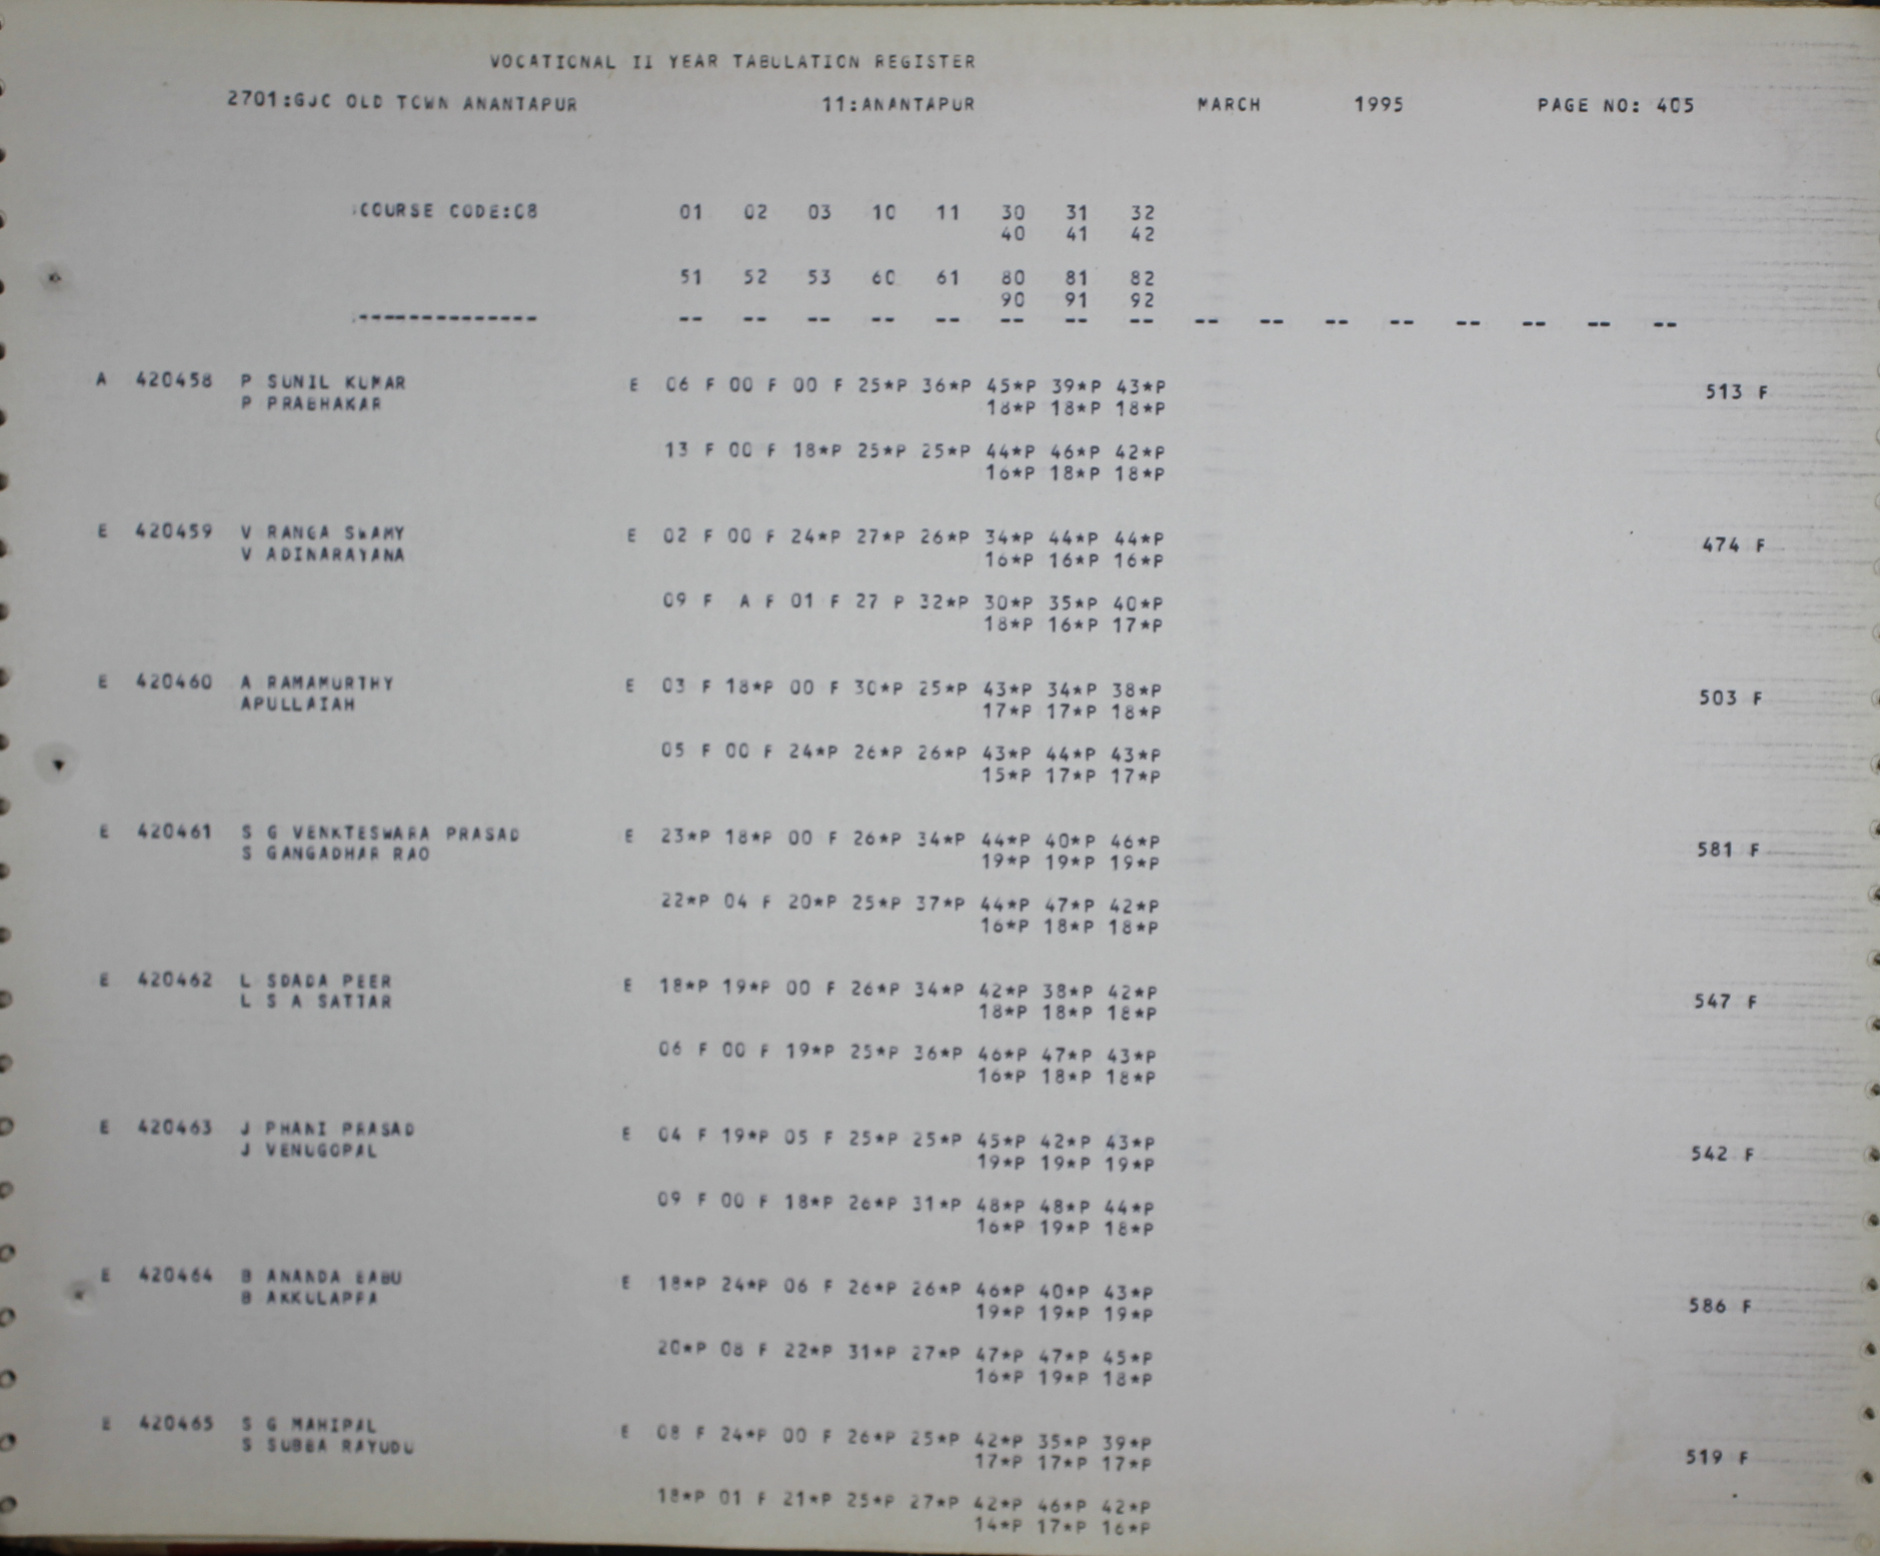 VOCATIONAL II YEAR TABULATION REGISTER
2701:GJC OLD TOWN ANANTAPUR 11:ANANTAPUR MARCH 1995 PAGE NO: 405
COURSE CODE:08 01 02 03 10 11 30 31 32
40 41 42
51 52 53 60 61 80 81 82
90 91 92
-------------- -- -- -- -- -- -- -- -- -- -- -- -- -- -- -- --
A 420458 P SUNIL KUMAR E 06 F 00 F 00 F 25*P 36*P 45*P 39*P 43*P 513 F
P PRABHAKAR 18*P 18*P 18*P
13 F 00 F 18*P 25*P 25*P 44*P 46*P 42*P
16*P 18*P 18*P
E 420459 V RANGA SWAMY E 02 F 00 F 24*P 27*P 26*P 34*P 44*P 44*P 474 F
V ADINARAYANA 16*P 16*P 16*P
09 F A F 01 F 27 P 32*P 30*P 35*P 40*P
18*P 16*P 17*P
E 420460 A RAMAMURTHY E 03 F 18*P 00 F 30*P 25*P 43*P 34*P 38*P 503 F
APULLAIAH 17*P 17*P 18*P
05 F 00 F 24*P 26*P 26*P 43*P 44*P 43*P
15*P 17*P 17*P
E 420461 S G VENKTESWARA PRASAD E 23*P 18*P 00 F 26*P 34*P 44*P 40*P 46*P 581 F
S GANGADHAR RAO 19*P 19*P 19*P
22*P 04 F 20*P 25*P 37*P 44*P 47*P 42*P
16*P 18*P 18*P
E 420462 L SDADA PEER E 18*P 19*P 00 F 26*P 34*P 42*P 38*P 42*P 547 F
L S A SATTAR 18*P 18*P 18*P
06 F 00 F 19*P 25*P 36*P 46*P 47*P 43*P
16*P 18*P 18*P
E 420463 J PHANI PRASAD E 04 F 19*P 05 F 25*P 25*P 45*P 42*P 43*P 542 F
J VENUGOPAL 19*P 19*P 19*P
09 F 00 F 18*P 26*P 31*P 48*P 48*P 44*P
16*P 19*P 18*P
E 420464 B ANANDA BABU E 18*P 24*P 06 F 26*P 26*P 46*P 40*P 43*P 586 F
B AKKULAPPA 19*P 19*P 19*P
20*P 08 F 22*P 31*P 27*P 47*P 47*P 45*P
16*P 19*P 18*P
E 420465 S G MAHIPAL E 08 F 24*P 00 F 26*P 25*P 42*P 35*P 39*P 519 F
S SUBBA RAYUDU 17*P 17*P 17*P
18*P 01 F 21*P 25*P 27*P 42*P 46*P 42*P
14*P 17*P 16*P